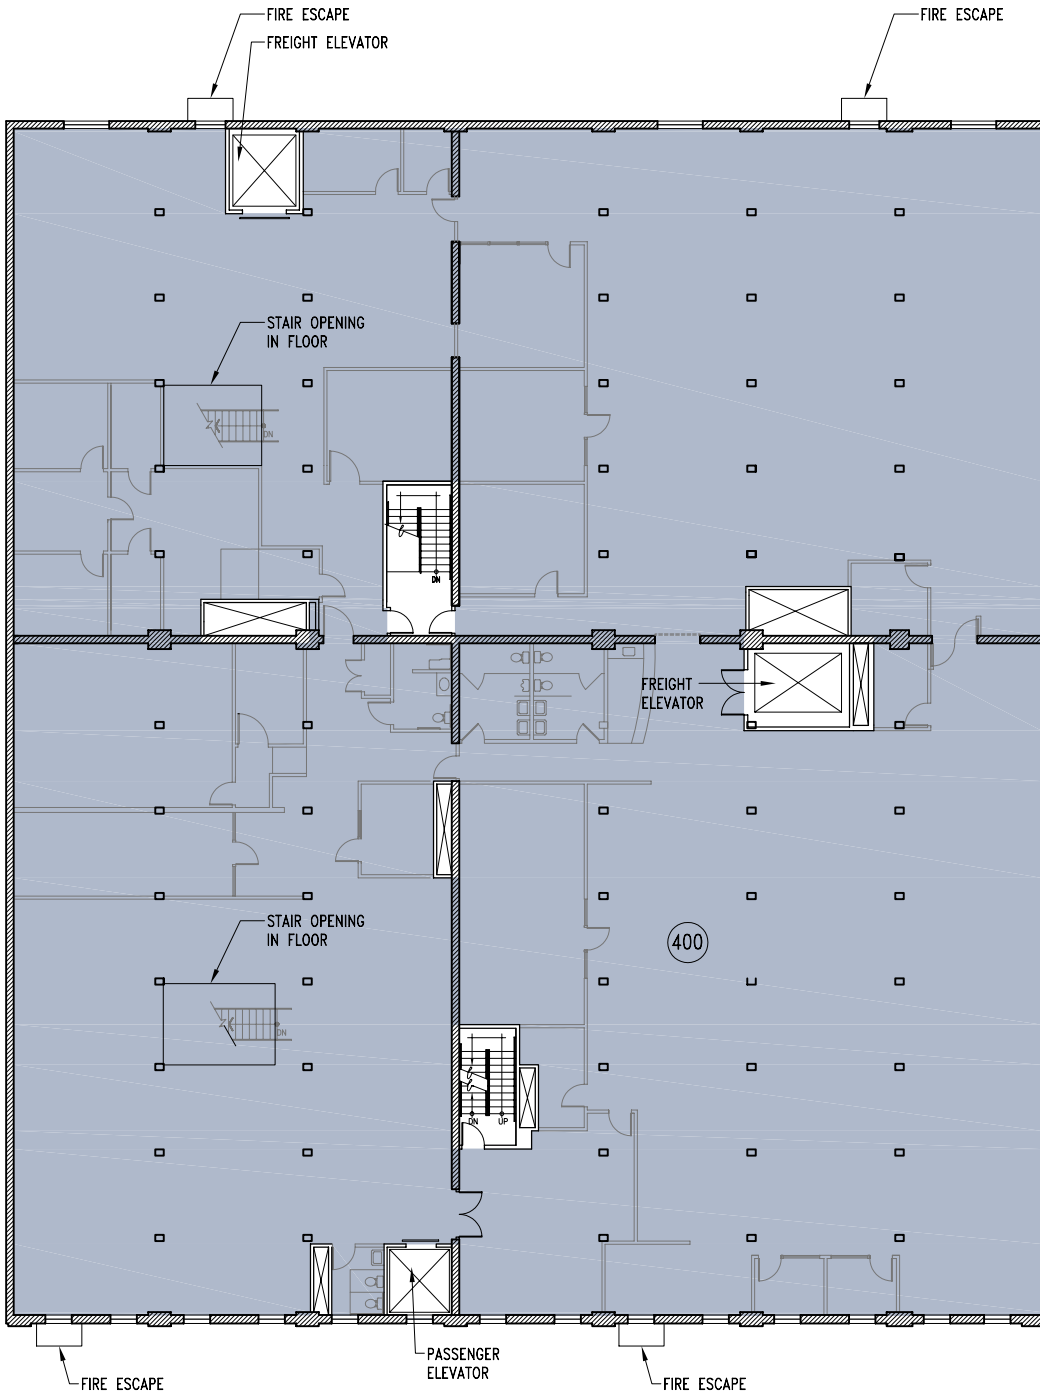 FIRE ESCAPE
FREIGHT ELEVATOR
FIRE ESCAPE
STAIR OPENING
IN FLOOR
DN
DN
FREIGHT
ELEVATOR
STAIR OPENING
IN FLOOR
400
DN
DN
UP
PASSENGER
ELEVATOR
FIRE ESCAPE
FIRE ESCAPE